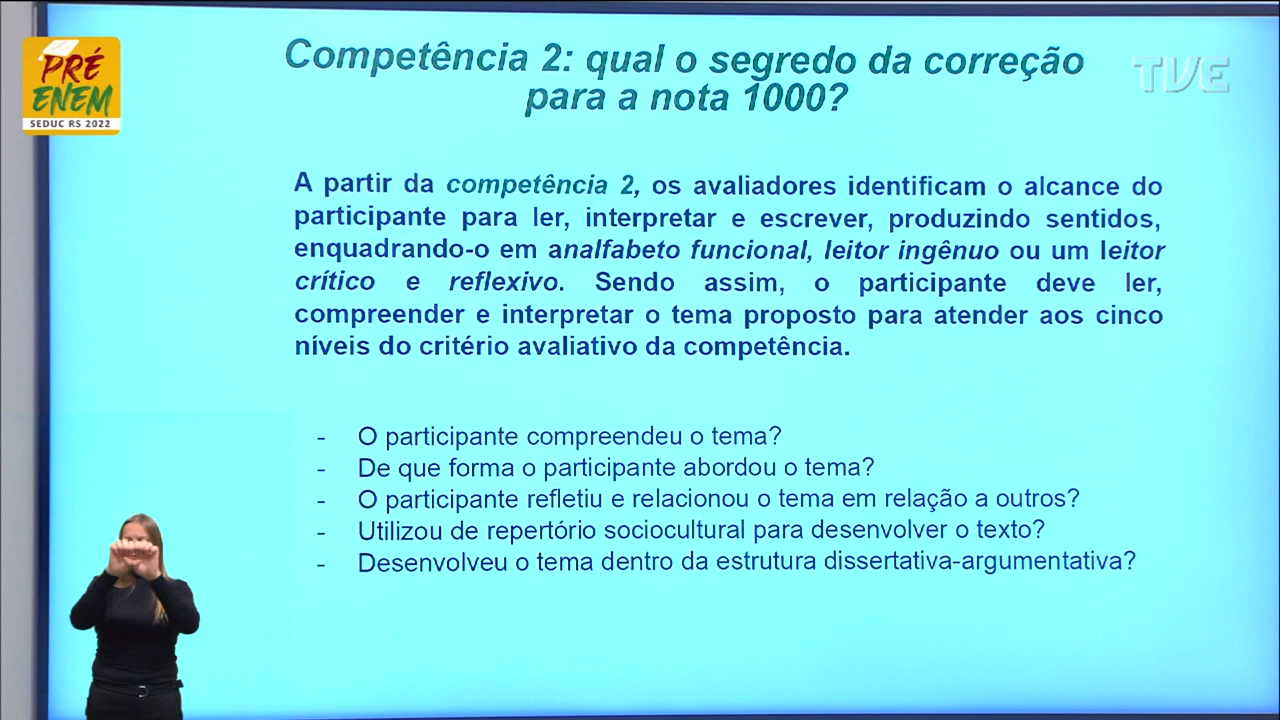 PRÉ
ENEM
SEDUC RS 2022
Competência 2: qual o segredo da correção
para a nota 1000?
TVE
A partir da competência 2, os avaliadores identificam o alcance do
participante para ler, interpretar e escrever, produzindo sentidos,
enquadrando-o em analfabeto funcional, leitor ingênuo ou um leitor
crítico e reflexivo. Sendo assim, o participante deve ler,
compreender e interpretar o tema proposto para atender aos cinco
níveis do critério avaliativo da competência.
- O participante compreendeu o tema?
- De que forma o participante abordou o tema?
- O participante refletiu e relacionou o tema em relação a outros?
- Utilizou de repertório sociocultural para desenvolver o texto?
- Desenvolveu o tema dentro da estrutura dissertativa-argumentativa?